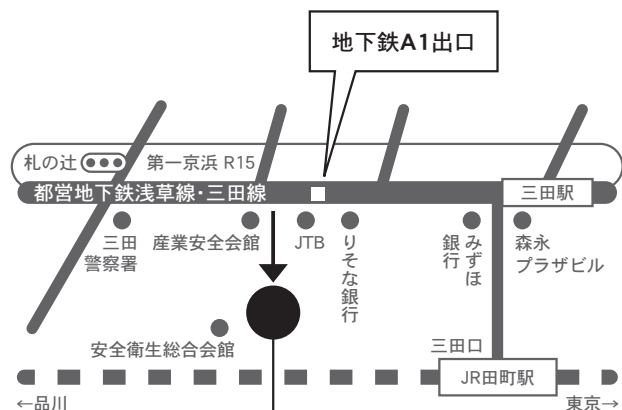 地下鉄A1出口
札の辻
第一京浜 R15
都営地下鉄浅草線・三田線
三田駅
三田
警察署
産業安全会館
JTB
りそな銀行
みずほ
銀行
森永
プラザビル
安全衛生総合会館
三田口
JR田町駅
←品川
東京→